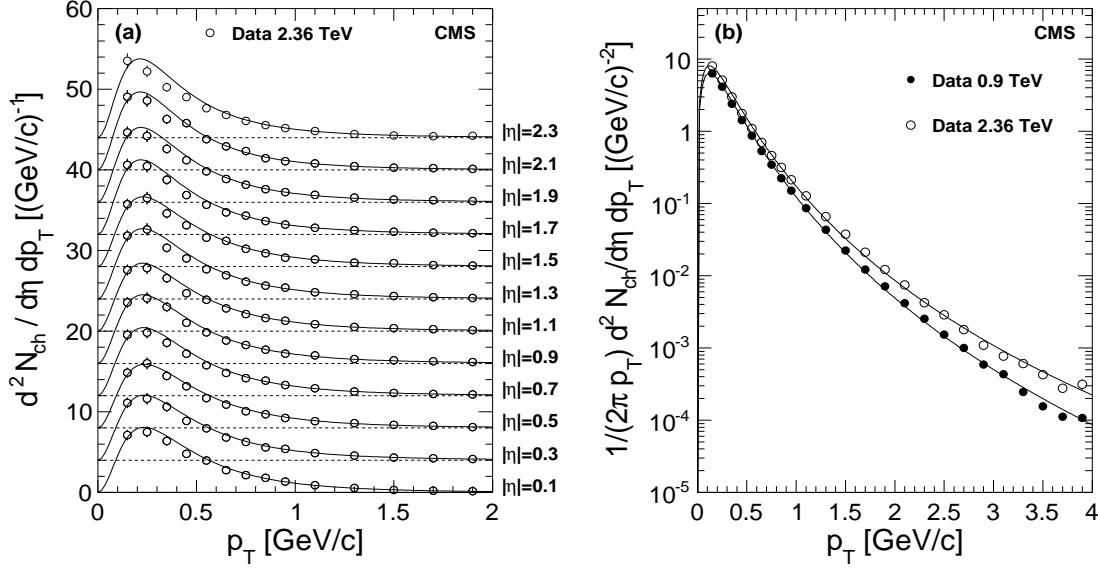 (a) Data 2.36 TeV CMS
d² N_ch / dη dp_T [(GeV/c)⁻¹]
60
50
40
30
20
10
0
0 0.5 1 1.5 2
p_T [GeV/c]
|η|=2.3
|η|=2.1
|η|=1.9
|η|=1.7
|η|=1.5
|η|=1.3
|η|=1.1
|η|=0.9
|η|=0.7
|η|=0.5
|η|=0.3
|η|=0.1
(b) CMS
Data 0.9 TeV
Data 2.36 TeV
1/(2π p_T) d² N_ch/dη dp_T [(GeV/c)⁻²]
10
1
10⁻¹
10⁻²
10⁻³
10⁻⁴
10⁻⁵
0 0.5 1 1.5 2 2.5 3 3.5 4
p_T [GeV/c]